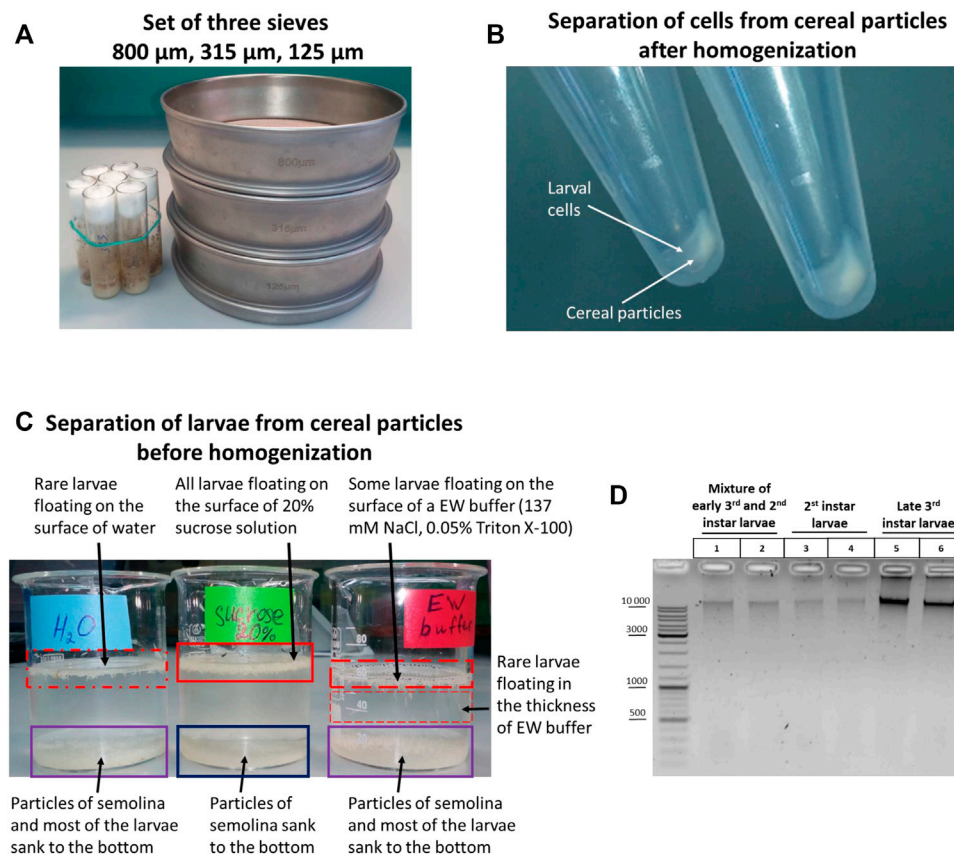 A
Set of three sieves
800 µm, 315 µm, 125 µm
800µm
315µm
125µm
B
Separation of cells from cereal particles
after homogenization
Larval
cells
Cereal particles
C
Separation of larvae from cereal particles
before homogenization
Rare larvae
floating on the
surface of water
All larvae floating on
the surface of 20%
sucrose solution
Some larvae floating on the
surface of a EW buffer (137
mM NaCl, 0.05% Triton X-100)
H₂O
Sucrose
20%
EW
buffer
80
40
Rare larvae
floating in
the thickness
of EW buffer
Particles of semolina
and most of the larvae
sank to the bottom
Particles of
semolina sank
to the bottom
Particles of semolina
and most of the larvae
sank to the bottom
D
Mixture of
early 3rd and 2nd
instar larvae
2st instar
larvae
Late 3rd
instar larvae
1 2 3 4 5 6
10 000
3000
1000
500